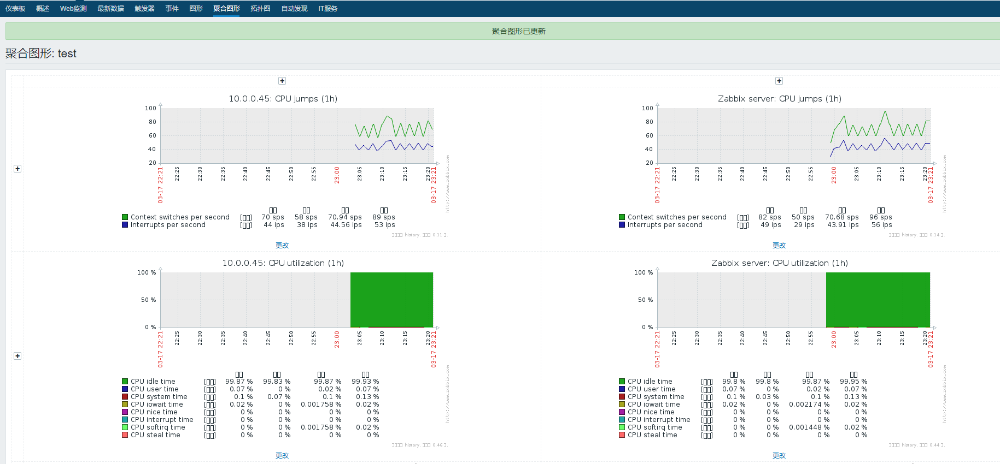 仪表板 概述 Web监测 最新数据 触发器 事件 图形 聚合图形 拓扑图 自动发现 IT服务
聚合图形已更新
聚合图形: test
10.0.0.45: CPU jumps (1h)
100
80
60
40
20
03-17 22:21 22:25 22:30 22:35 22:40 22:45 22:50 22:55 23:00 23:05 23:10 23:15 23:20 03-17 23:21
http://www.zabbix.com
Context switches per second 70 sps 58 sps 70.94 sps 89 sps
Interrupts per second 44 ips 38 ips 44.56 ips 53 ips
history. 0.11
更改
Zabbix server: CPU jumps (1h)
100
80
60
40
20
03-17 22:21 22:25 22:30 22:35 22:40 22:45 22:50 22:55 23:00 23:05 23:10 23:15 23:20 03-17 23:21
http://www.zabbix.com
Context switches per second 82 sps 50 sps 70.68 sps 96 sps
Interrupts per second 49 ips 29 ips 43.91 ips 56 ips
history. 0.14
更改
10.0.0.45: CPU utilization (1h)
100 %
50 %
0 %
03-17 22:21 22:25 22:30 22:35 22:40 22:45 22:50 22:55 23:00 23:05 23:10 23:15 23:20 03-17 23:21
http://www.zabbix.com
CPU idle time 99.87 % 99.83 % 99.87 % 99.93 %
CPU user time 0.07 % 0 % 0.02 % 0.07 %
CPU system time 0.1 % 0.07 % 0.1 % 0.13 %
CPU iowait time 0.02 % 0 % 0.001758 % 0.02 %
CPU nice time 0 % 0 % 0 % 0 %
CPU interrupt time 0 % 0 % 0 % 0 %
CPU softirq time 0 % 0 % 0.001758 % 0.02 %
CPU steal time 0 % 0 % 0 % 0 %
history. 0.46
更改
Zabbix server: CPU utilization (1h)
100 %
50 %
0 %
03-17 22:21 22:25 22:30 22:35 22:40 22:45 22:50 22:55 23:00 23:05 23:10 23:15 23:20 03-17 23:21
http://www.zabbix.com
CPU idle time 99.8 % 99.8 % 99.87 % 99.95 %
CPU user time 0.07 % 0 % 0.02 % 0.07 %
CPU system time 0.1 % 0.03 % 0.1 % 0.13 %
CPU iowait time 0.02 % 0 % 0.002174 % 0.02 %
CPU nice time 0 % 0 % 0 % 0 %
CPU interrupt time 0 % 0 % 0 % 0 %
CPU softirq time 0 % 0 % 0.001448 % 0.02 %
CPU steal time 0 % 0 % 0 % 0 %
history. 0.44
更改